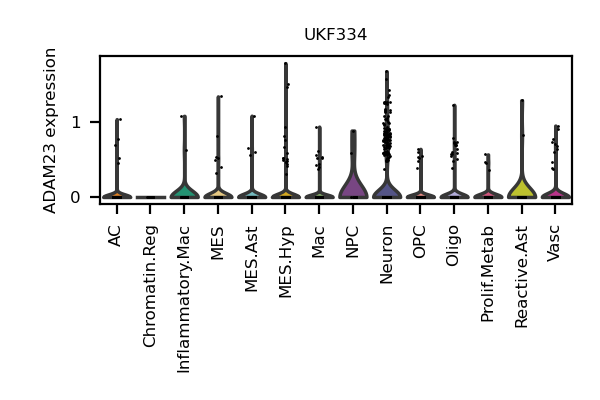 UKF334
ADAM23 expression
1
0
AC
Chromatin.Reg
Inflammatory.Mac
MES
MES.Ast
MES.Hyp
Mac
NPC
Neuron
OPC
Oligo
Prolif.Metab
Reactive.Ast
Vasc